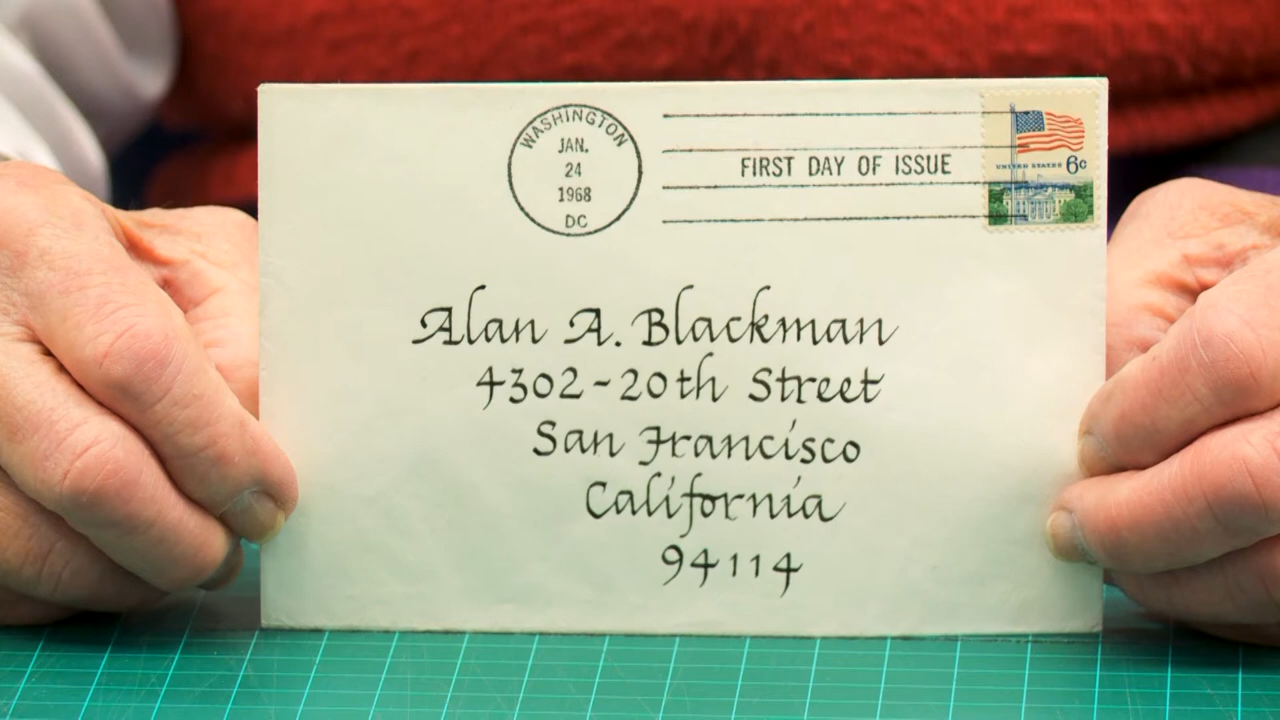 WASHINGTON
JAN.
24
1968
DC
FIRST DAY OF ISSUE
UNITED STATES 6c
Alan A. Blackman
4302-20th Street
San Francisco
California
94114